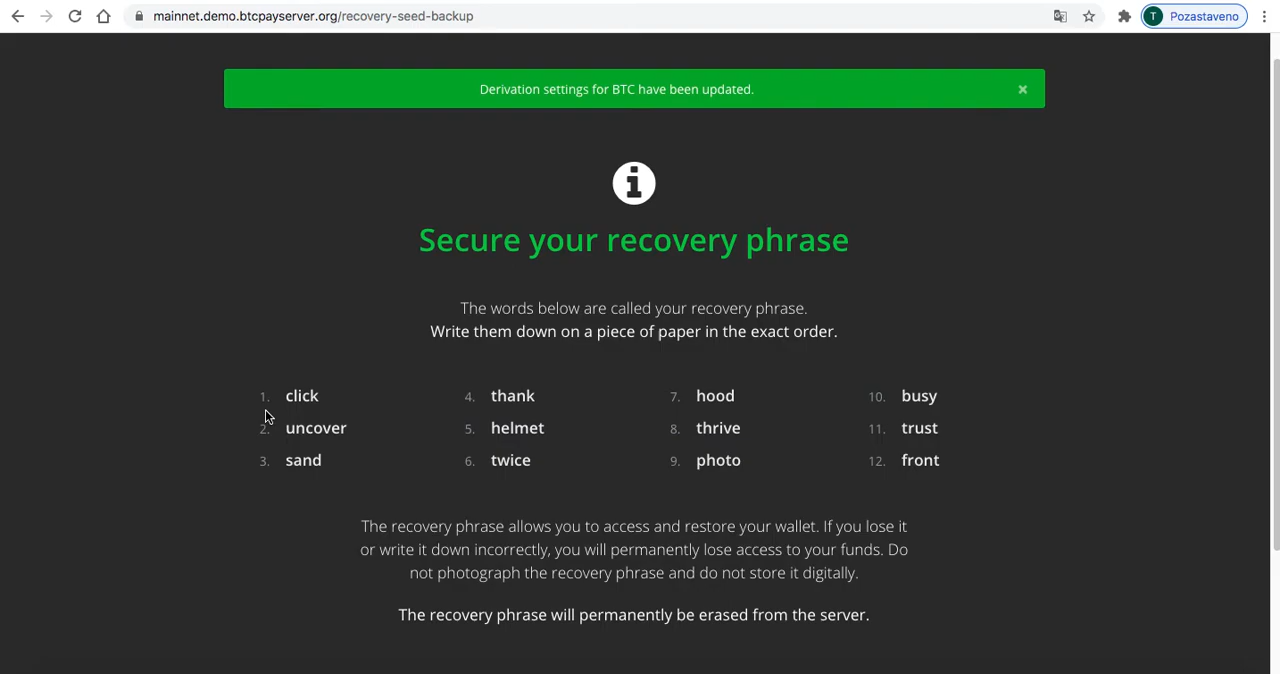 mainnet.demo.btcpayserver.org/recovery-seed-backup
T Pozastaveno
Derivation settings for BTC have been updated.
×
Secure your recovery phrase
The words below are called your recovery phrase.
Write them down on a piece of paper in the exact order.
1. click
2. uncover
3. sand
4. thank
5. helmet
6. twice
7. hood
8. thrive
9. photo
10. busy
11. trust
12. front
The recovery phrase allows you to access and restore your wallet. If you lose it
or write it down incorrectly, you will permanently lose access to your funds. Do
not photograph the recovery phrase and do not store it digitally.
The recovery phrase will permanently be erased from the server.